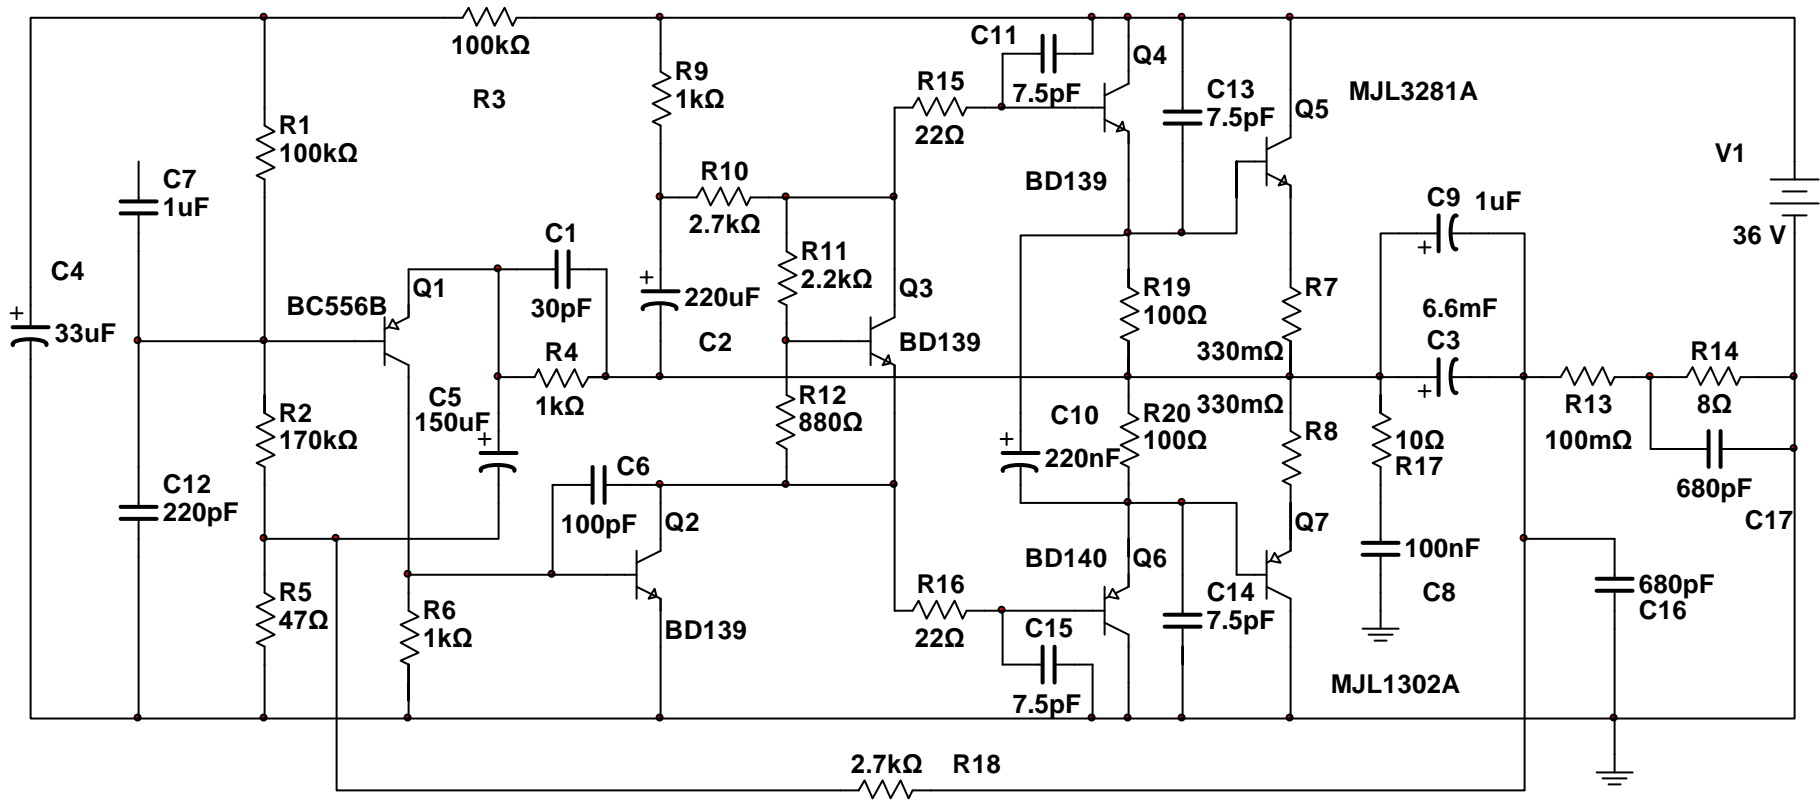 100kΩ
R3
R9
1kΩ
C11
7.5pF
Q4
R15
22Ω
C13
7.5pF
Q5
MJL3281A
R1
100kΩ
V1
36 V
C7
1uF
R10
2.7kΩ
BD139
C9
1uF
C4
33uF
C1
30pF
R11
2.2kΩ
Q1
BC556B
220uF
C2
Q3
BD139
R19
100Ω
R7
330mΩ
6.6mF
C3
R4
1kΩ
R14
8Ω
C5
150uF
R12
880Ω
R2
170kΩ
C10
220nF
R20
100Ω
330mΩ
R8
10Ω
R17
R13
100mΩ
C12
220pF
C6
100pF
680pF
C17
Q2
Q7
BD140
Q6
100nF
C8
R5
47Ω
R6
1kΩ
R16
22Ω
C14
7.5pF
680pF
C16
BD139
C15
7.5pF
MJL1302A
2.7kΩ R18